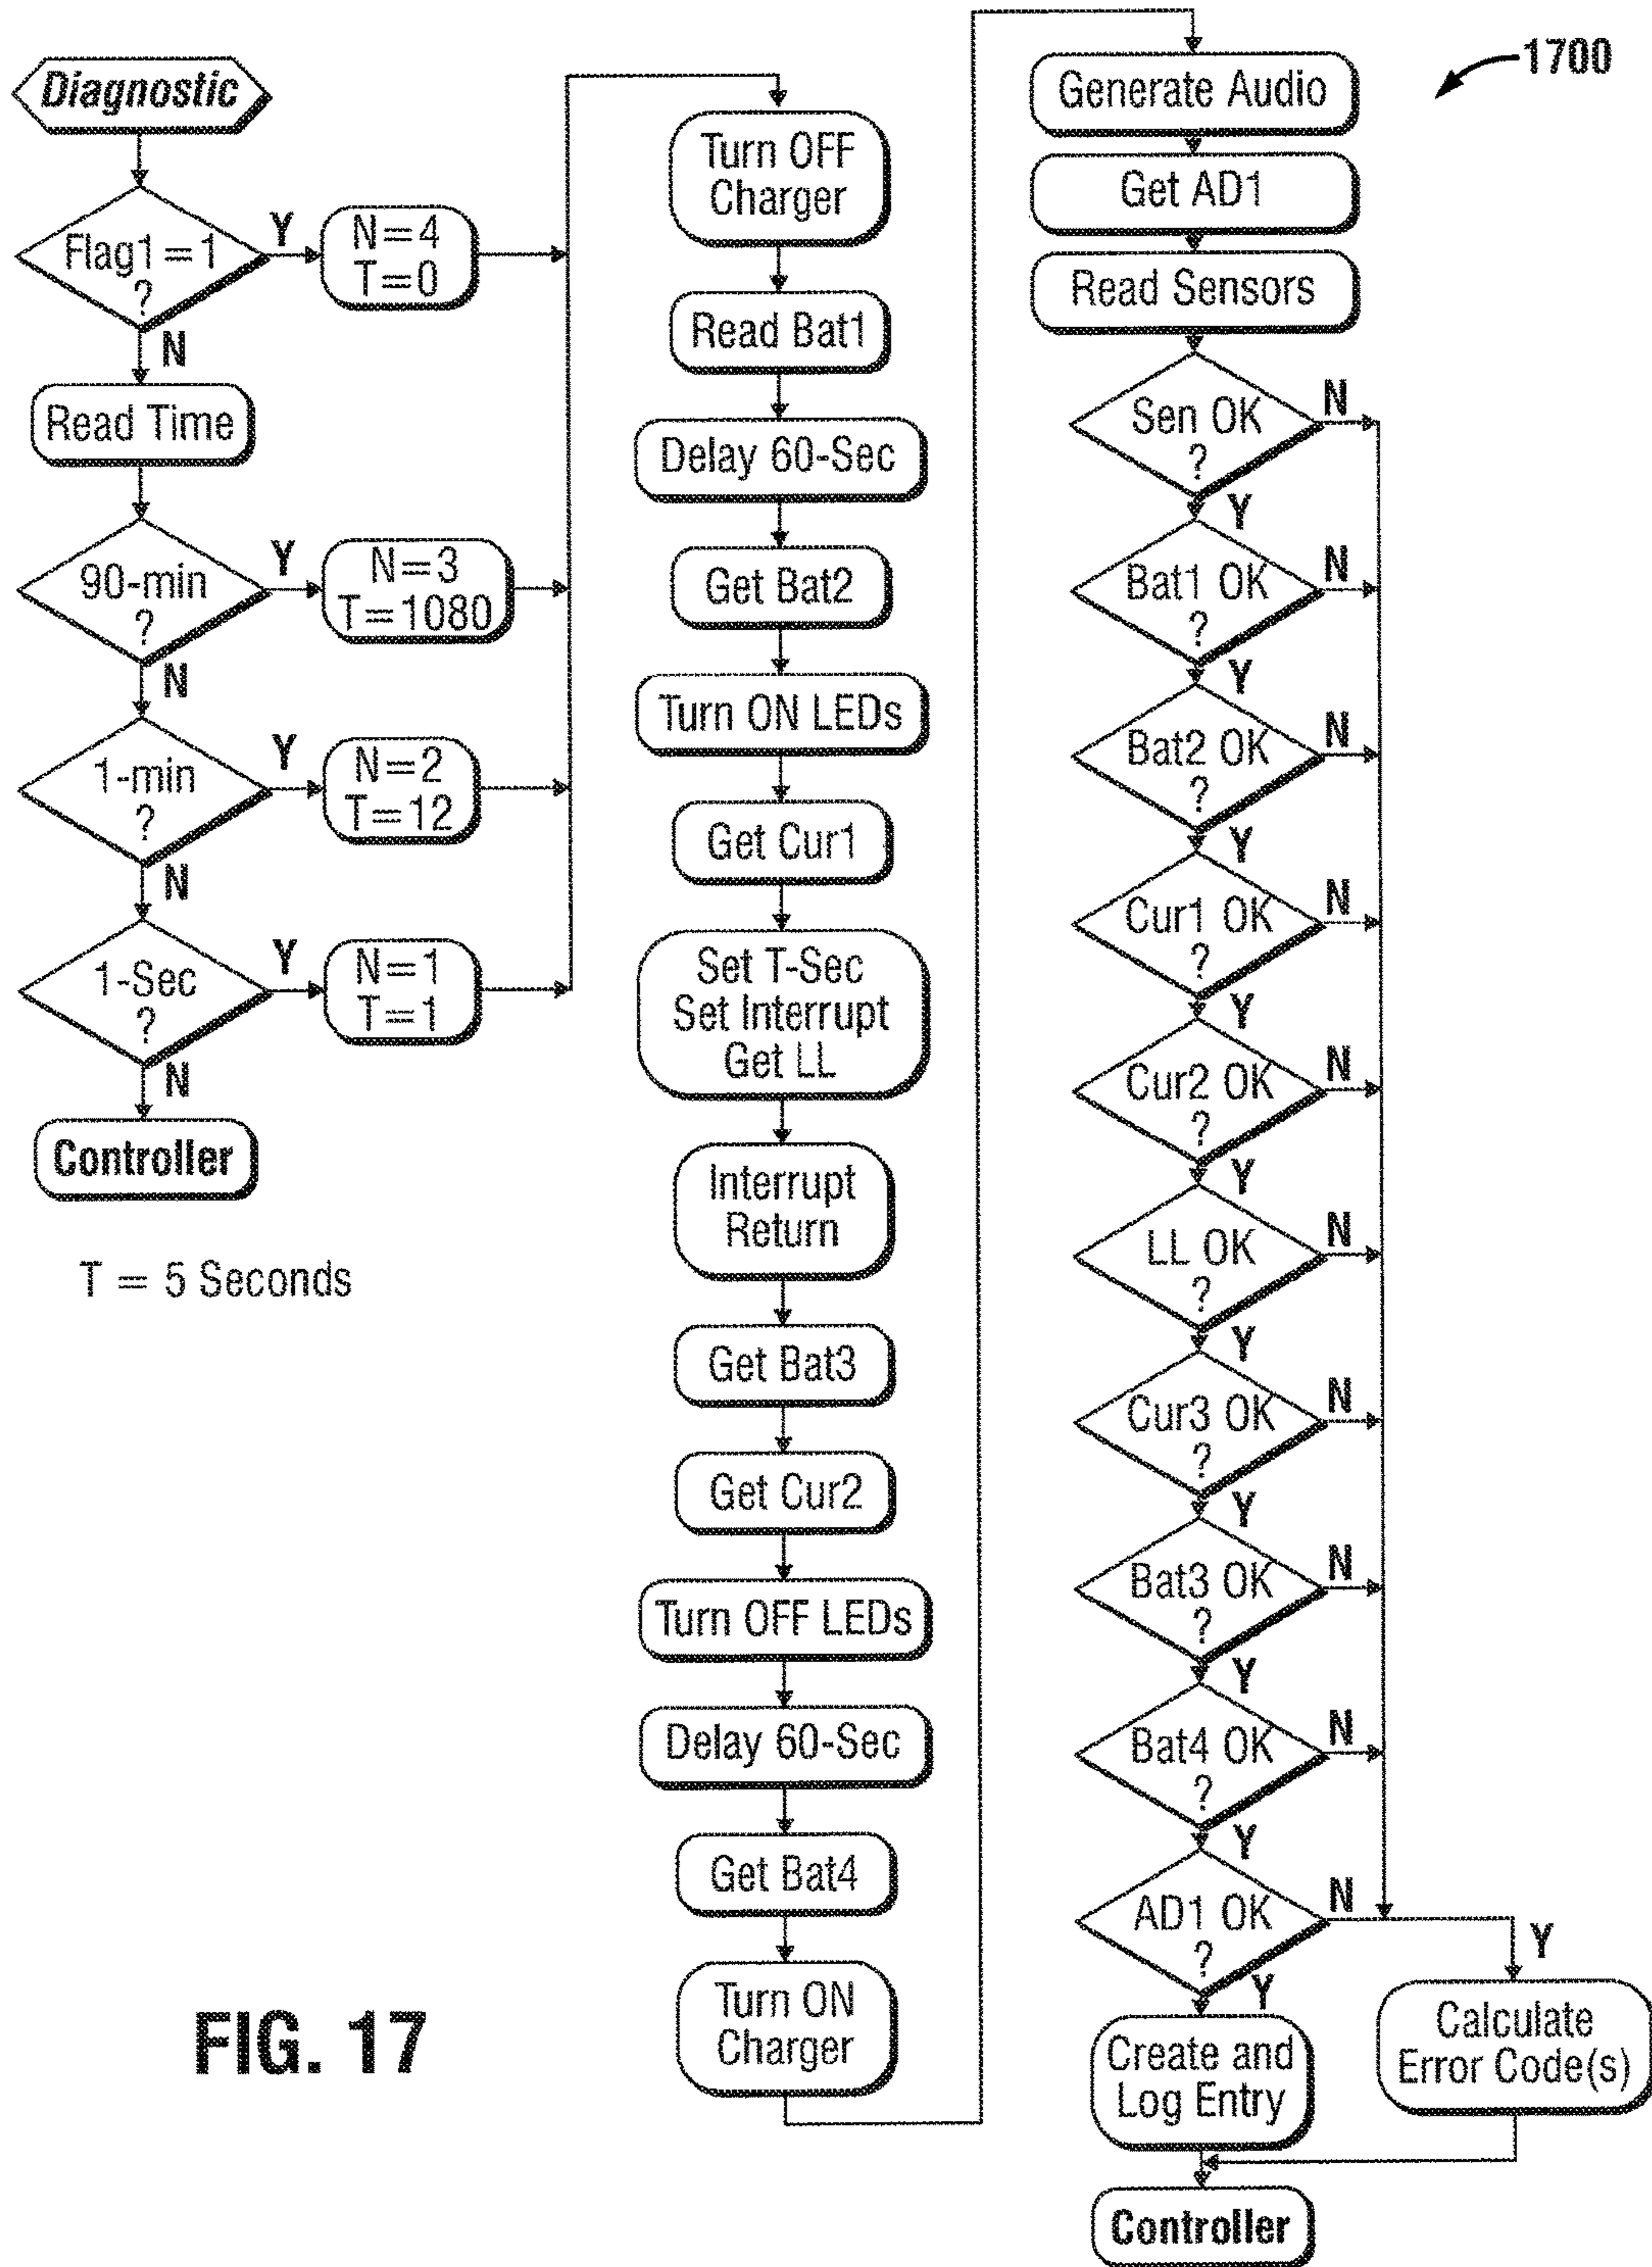 Diagnostic
Flag1 = 1
?
Y
N=4
T=0
N
Read Time
90-min
?
Y
N=3
T=1080
N
1-min
?
Y
N=2
T=12
N
1-Sec
?
Y
N=1
T=1
N
Controller
T = 5 Seconds
Turn OFF
Charger
Read Bat1
Delay 60-Sec
Get Bat2
Turn ON LEDs
Get Cur1
Set T-Sec
Set Interrupt
Get LL
Interrupt
Return
Get Bat3
Get Cur2
Turn OFF LEDs
Delay 60-Sec
Get Bat4
Turn ON
Charger
1700
Generate Audio
Get AD1
Read Sensors
Sen OK
?
N
Y
Bat1 OK
?
N
Y
Bat2 OK
?
N
Y
Cur1 OK
?
N
Y
Cur2 OK
?
N
Y
LL OK
?
N
Y
Cur3 OK
?
N
Y
Bat3 OK
?
N
Y
Bat4 OK
?
N
Y
AD1 OK
?
N
Y
Y
Create and
Log Entry
Calculate
Error Code(s)
Controller
FIG. 17